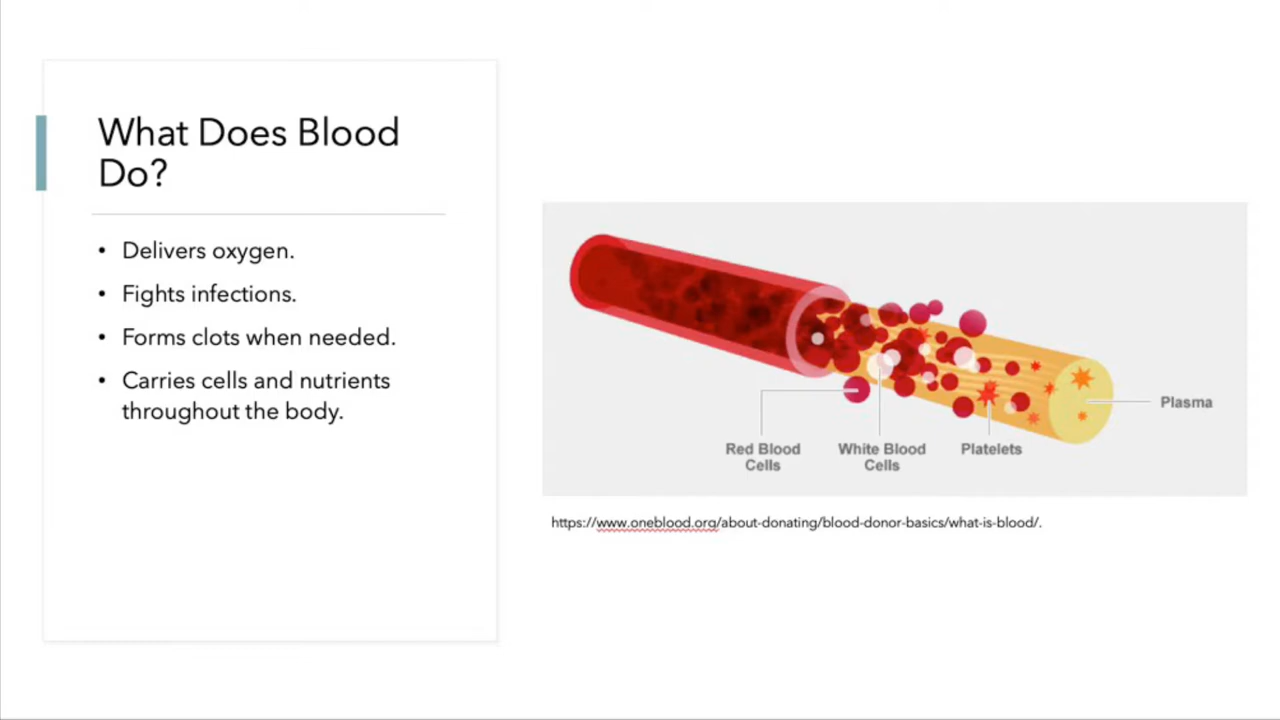 What Does Blood
Do?
• Delivers oxygen.
• Fights infections.
• Forms clots when needed.
• Carries cells and nutrients
throughout the body.
Red Blood
Cells
White Blood
Cells
Platelets
Plasma
https://www.oneblood.org/about-donating/blood-donor-basics/what-is-blood/.